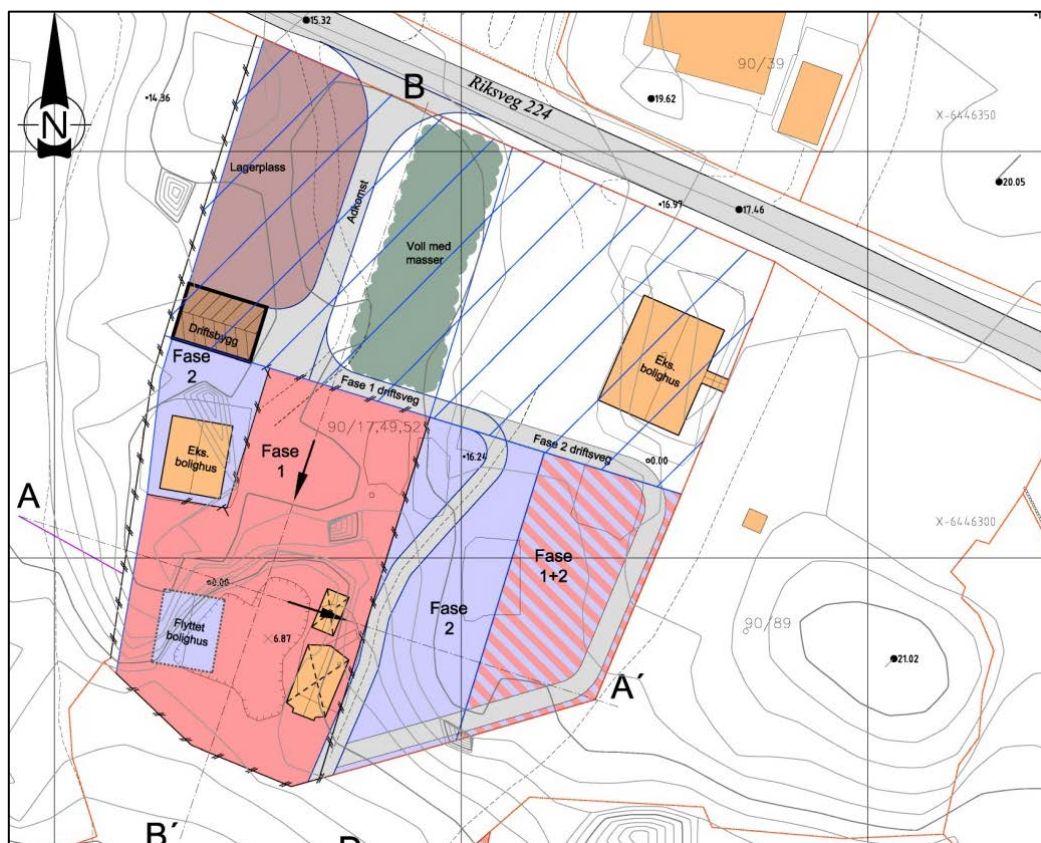 15.32
B
Riksveg 224
90/39
14.36
19.62
X-6446350
N
Lagerplass
Adkomst
20.05
16.97
17.46
Voll med
masser
Driftsbygg
Fase
2
Eks.
bolighus
Fase 1 driftsveg
90/17,49,52
Fase 2 driftsveg
0.00
Eks.
bolighus
Fase
1
16.24
A
X-6446300
Fase
1+2
0.00
Fase
2
Flyttet
bolighus
6.87
90/89
21.02
A´
B´